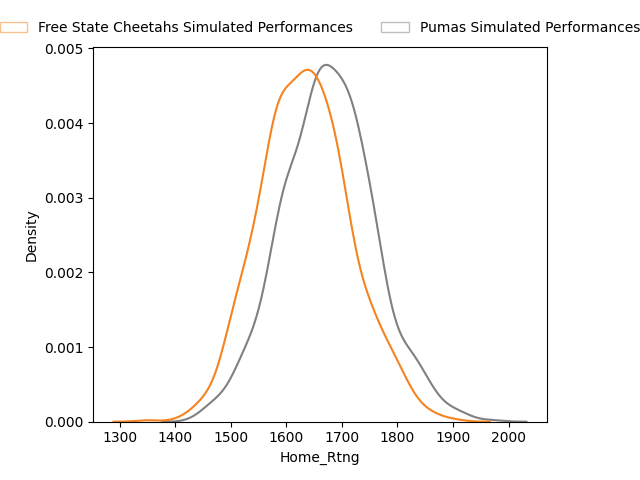 Free State Cheetahs Simulated Performances Pumas Simulated Performances
0.005
0.004
0.003
0.002
0.001
0.000
Density
1300 1400 1500 1600 1700 1800 1900 2000
Home_Rtng